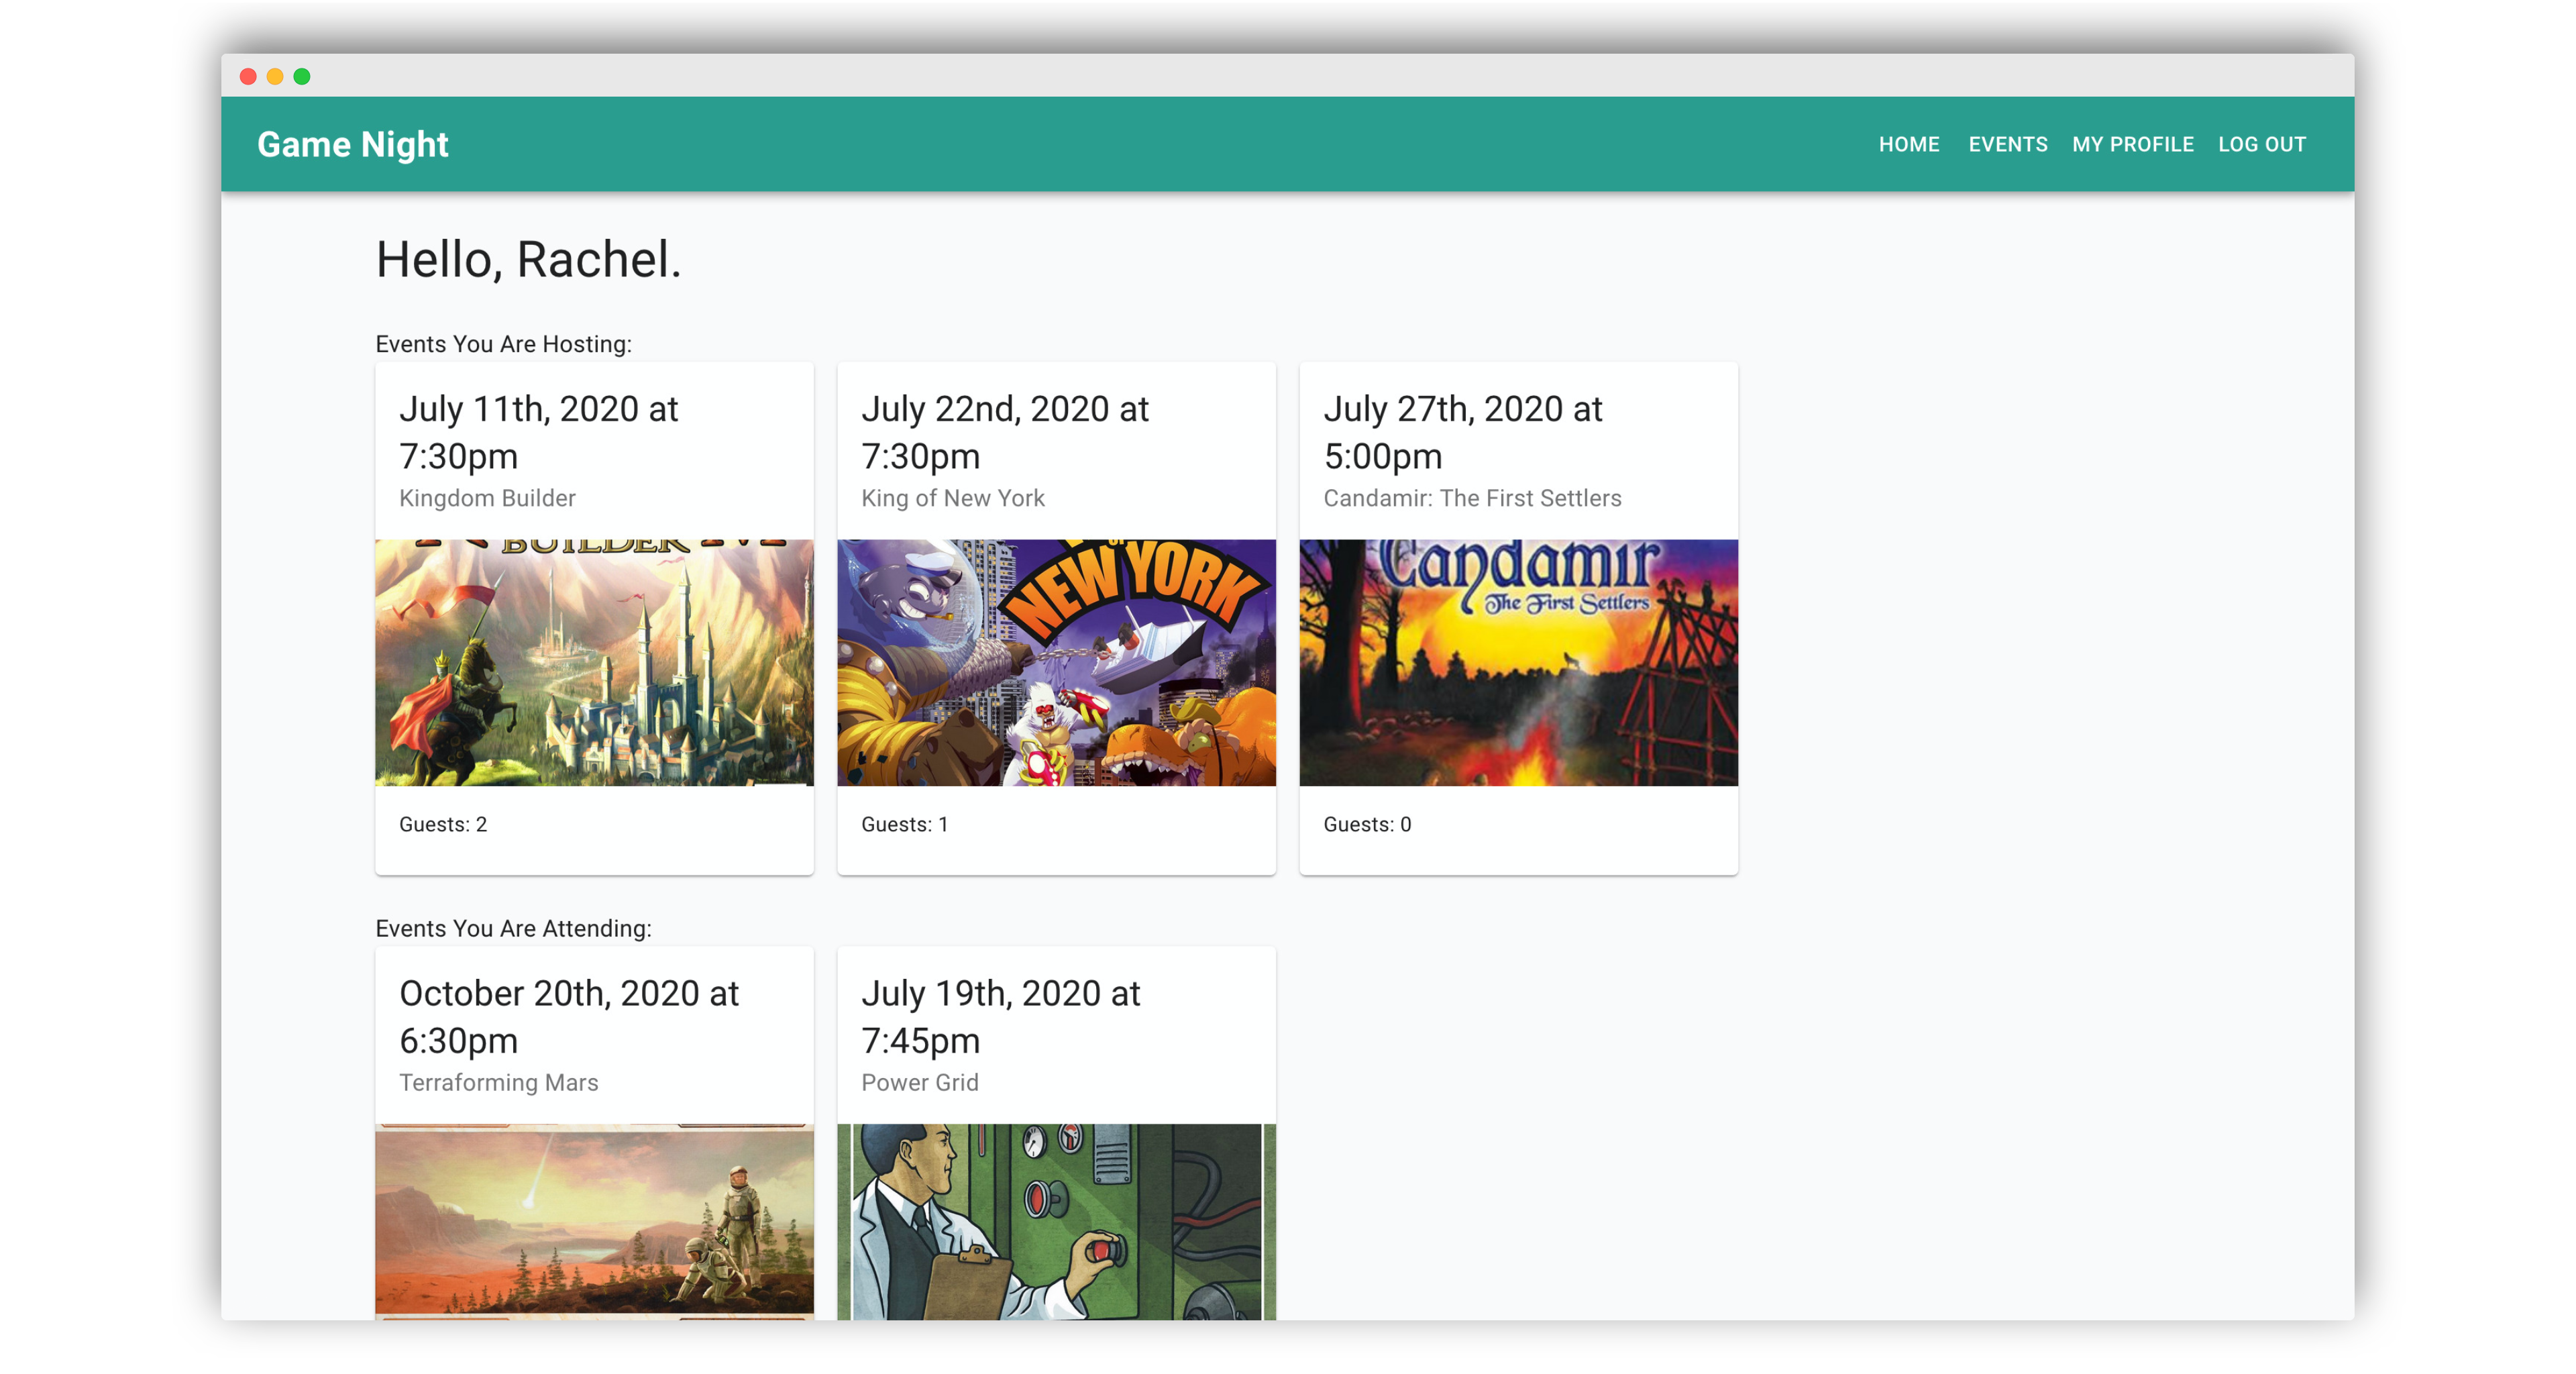 Game Night
HOME EVENTS MY PROFILE LOG OUT
Hello, Rachel.
Events You Are Hosting:
July 11th, 2020 at
7:30pm
Kingdom Builder
BUILDER
Guests: 2
July 22nd, 2020 at
7:30pm
King of New York
OF
NEW YORK
Guests: 1
July 27th, 2020 at
5:00pm
Candamir: The First Settlers
Candamir
The First Settlers
Guests: 0
Events You Are Attending:
October 20th, 2020 at
6:30pm
Terraforming Mars
July 19th, 2020 at
7:45pm
Power Grid